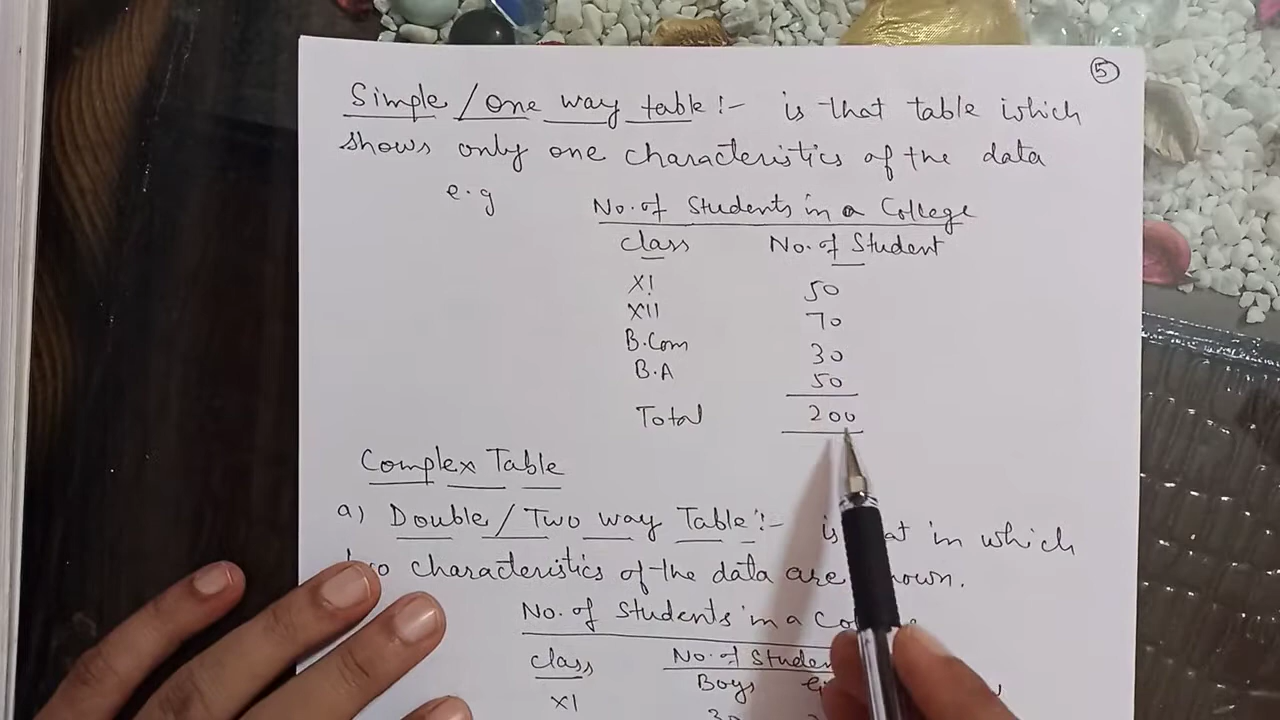 5
Simple/One way table:- is that table which
shows only one characteristics of the data
e.g
No. of Students in a College
Class No. of Student
XI 50
XII 70
B.Com 30
B.A 50
Total 200
Complex Table
a) Double/Two way Table:- is in which
characteristics of the data are
No. of Students in a
Class No. of
Boys
XI 30